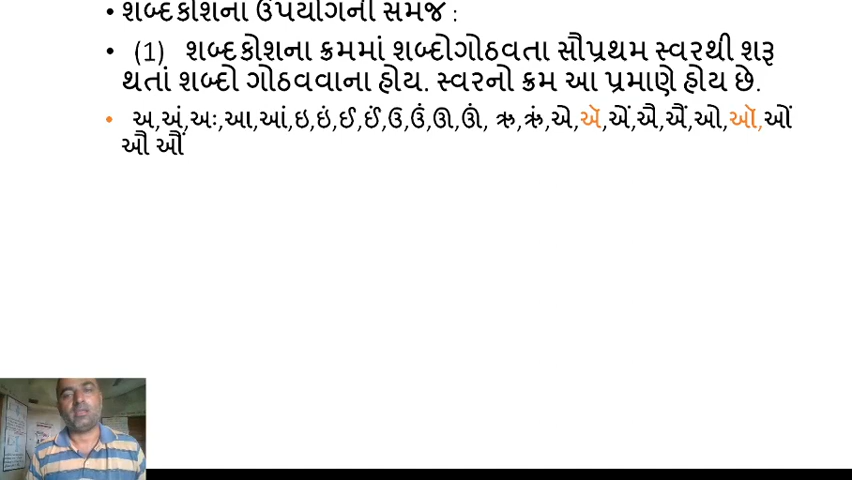 • શબ્દકોશના ઉપયોગની સમજ :
• (1) શબ્દકોશના ક્રમમાં શબ્દોગોઠવતા સૌપ્રથમ સ્વરથી શરૂ
થતાં શબ્દો ગોઠવવાના હોય. સ્વરનો ક્રમ આ પ્રમાણે હોય છે.
• અ,અં,અઃ,આ,આં,ઇ,ઇં,ઈ,ઈં,ઉ,ઉં,ઊ,ઊં, ઋ,ઋં,એ,ઍ,એં,ઐ,ઐં,ઓ,ઑ,ઓં
ઔ ઔં